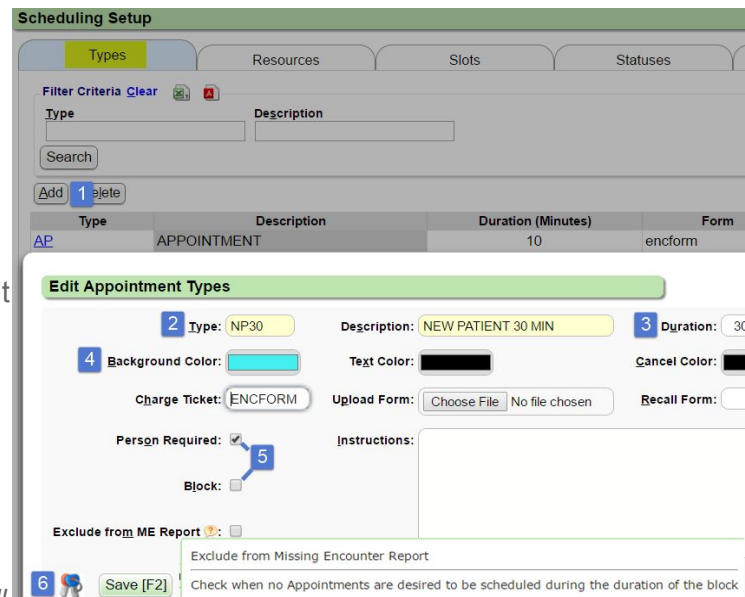 Scheduling Setup
Types Resources Slots Statuses
Filter Criteria Clear
Type Description
Search
Add 1 Delete
Type Description Duration (Minutes) Form
AP APPOINTMENT 10 encform
t
Edit Appointment Types
2 Type: NP30 Description: NEW PATIENT 30 MIN 3 Duration: 30
4 Background Color: Text Color: Cancel Color:
Charge Ticket: ENCFORM Upload Form: Choose File No file chosen Recall Form:
Person Required: Instructions:
5
Block:
Exclude from ME Report ?:
Exclude from Missing Encounter Report
6 Save [F2] Check when no Appointments are desired to be scheduled during the duration of the block